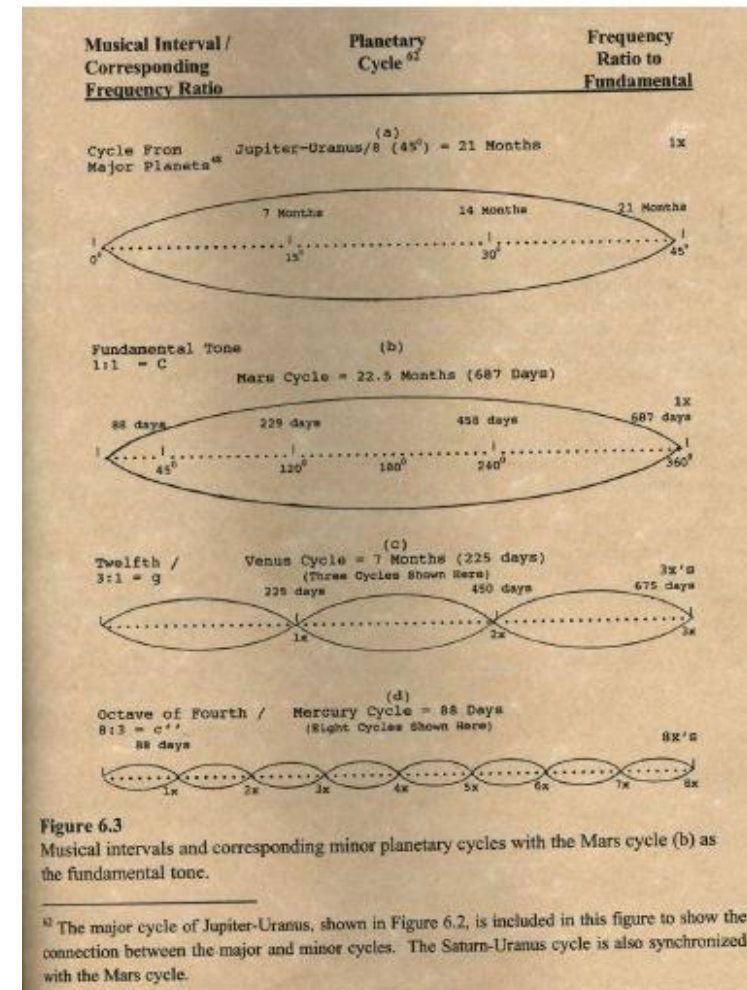 Musical Interval / Planetary Frequency
Corresponding Cycle 62 Ratio to
Frequency Ratio Fundamental
(a)
Cycle From Jupiter-Uranus/8 (45°) = 21 Months 1x
Major Planets
7 Months 14 Months 21 Months
0° 15° 30° 45°
Fundamental Tone (b)
1:1 = C
Mars Cycle = 22.5 Months (687 Days)
1x
88 days 229 days 458 days 687 days
45° 120° 180° 240° 360°
(c)
Twelfth / Venus Cycle = 7 Months (225 days)
3:1 = g (Three Cycles Shown Here) 3x's
225 days 450 days 675 days
1x 2x 3x
(d)
Octave of Fourth / Mercury Cycle = 88 Days
8:3 = c'' (Eight Cycles Shown Here) 8x's
88 days
1x 2x 3x 4x 5x 6x 7x 8x
Figure 6.3
Musical intervals and corresponding minor planetary cycles with the Mars cycle (b) as
the fundamental tone.
62 The major cycle of Jupiter-Uranus, shown in Figure 6.2, is included in this figure to show the
connection between the major and minor cycles. The Saturn-Uranus cycle is also synchronized
with the Mars cycle.